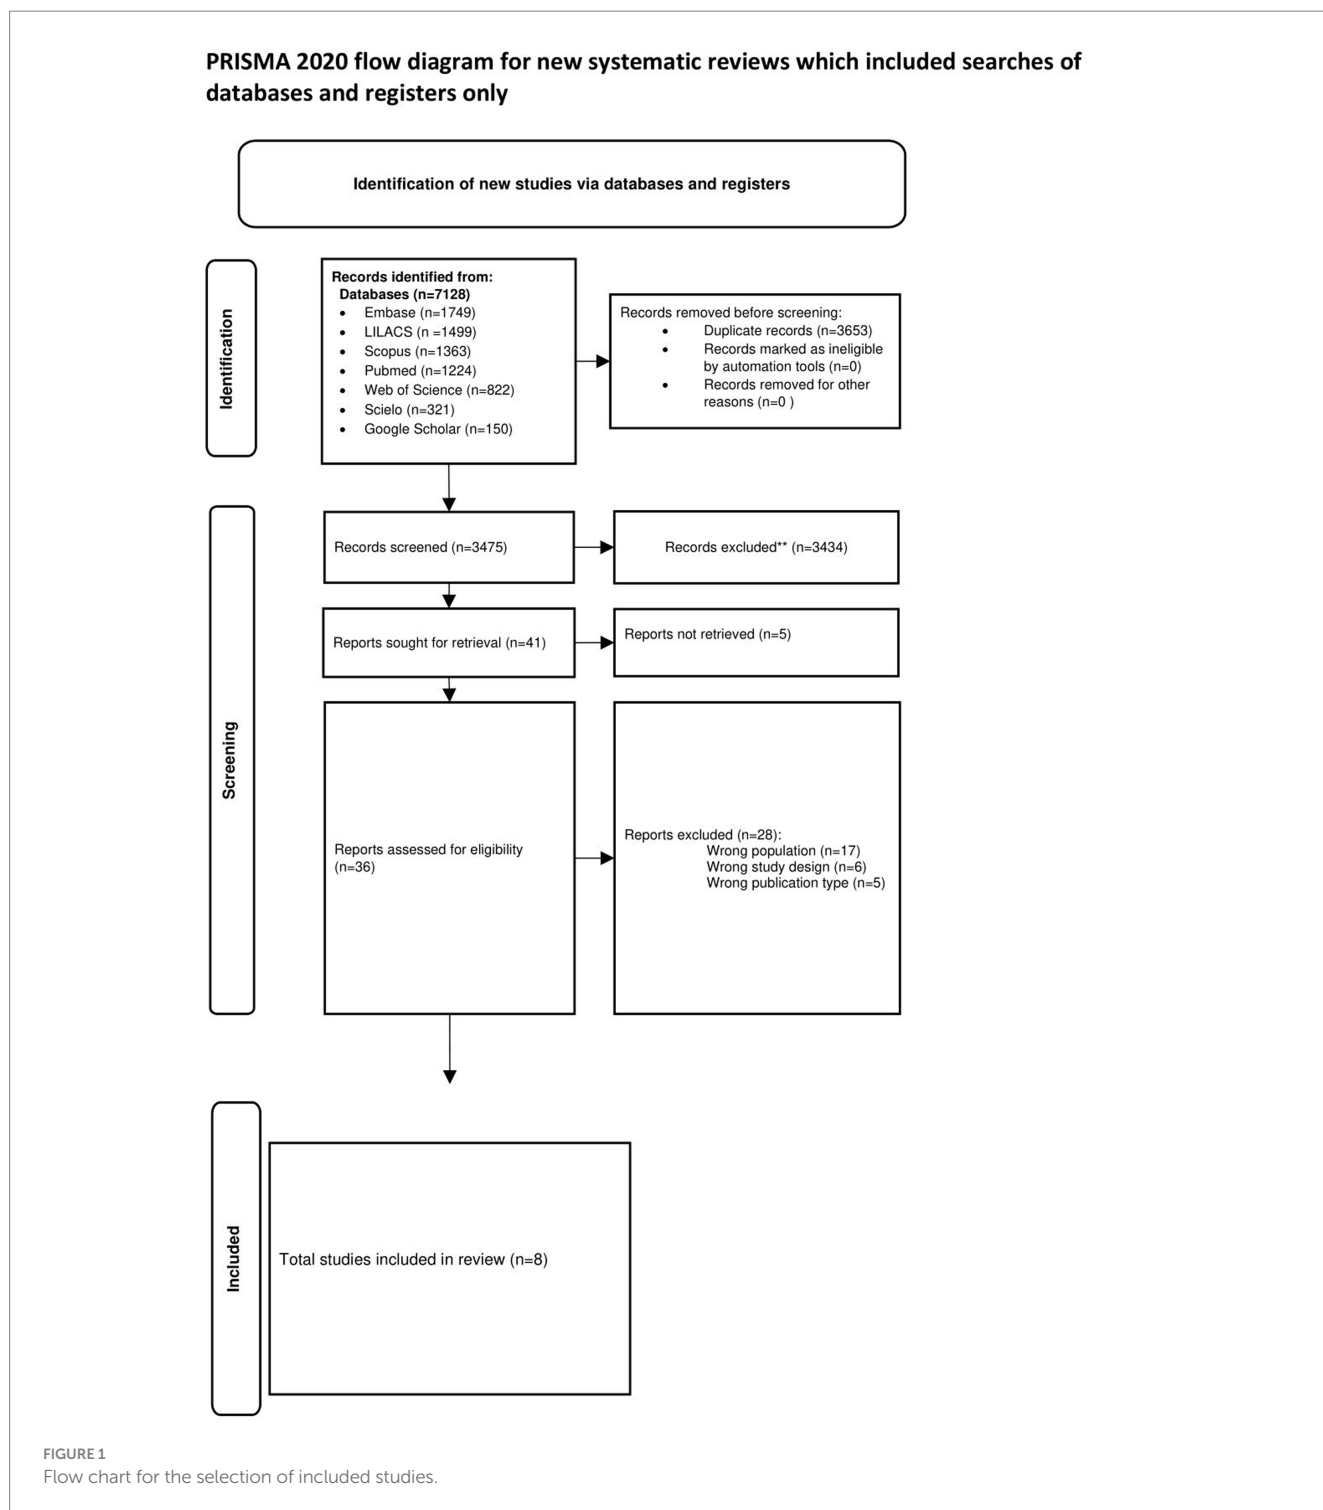 PRISMA 2020 flow diagram for new systematic reviews which included searches of
databases and registers only
Identification of new studies via databases and registers
Identification
Records identified from:
Databases (n=7128)
• Embase (n=1749)
• LILACS (n =1499)
• Scopus (n=1363)
• Pubmed (n=1224)
• Web of Science (n=822)
• Scielo (n=321)
• Google Scholar (n=150)
Records removed before screening:
• Duplicate records (n=3653)
• Records marked as ineligible
by automation tools (n=0)
• Records removed for other
reasons (n=0 )
Screening
Records screened (n=3475)
Records excluded** (n=3434)
Reports sought for retrieval (n=41)
Reports not retrieved (n=5)
Reports assessed for eligibility
(n=36)
Reports excluded (n=28):
Wrong population (n=17)
Wrong study design (n=6)
Wrong publication type (n=5)
Included
Total studies included in review (n=8)
FIGURE 1
Flow chart for the selection of included studies.